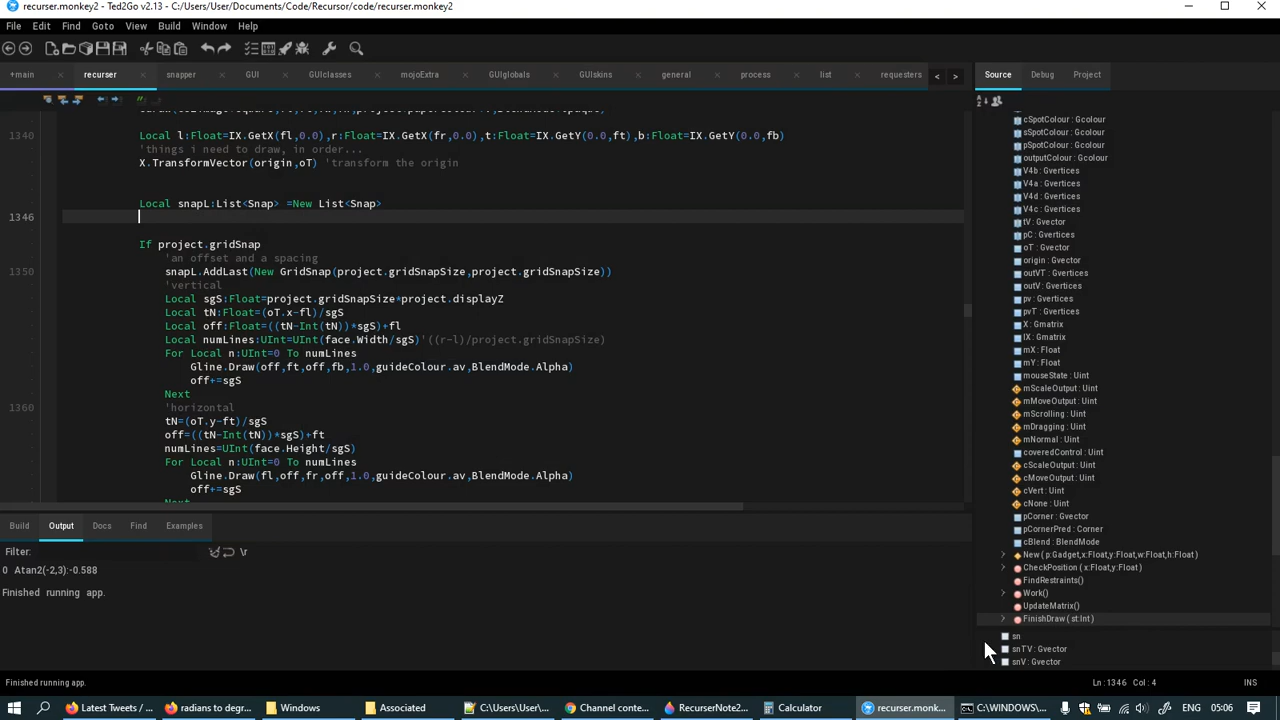 Ted2Go v2.13 - C:/Users/User/Documents/Code/Rersor/code/recurser.monkey2
File Edit Find Goto View Build Window Help
+main × recurser × snapper × GUI × GUIclasses × mojoExtra × GUIglobals × GUIskins × general × process × list × requesters < >
Source Debug Project
1340 Local l:Float=IX.GetX(fl,0.0),r:Float=IX.GetX(fr,0.0),t:Float=IX.GetY(0.0,ft),b:Float=IX.GetY(0.0,fb)
'things i need to draw, in order...
X.TransformVector(origin,oT) 'transform the origin
Local snapL:List<Snap> =New List<Snap>
1346
If project.gridSnap
'an offset and a spacing
1350 snapL.AddLast(New GridSnap(project.gridSnapSize,project.gridSnapSize))
'vertical
Local sgS:Float=project.gridSnapSize*project.displayZ
Local tN:Float=(oT.x-fl)/sgS
Local off:Float=((tN-Int(tN))*sgS)+fl
Local numLines:UInt=UInt(face.Width/sgS)'((r-l)/project.gridSnapSize)
For Local n:UInt=0 To numLines
Gline.Draw(off,ft,off,fb,1.0,guideColour.av,BlendMode.Alpha)
off+=sgS
Next
1360 'horizontal
tN=(oT.y-ft)/sgS
off=((tN-Int(tN))*sgS)+ft
numLines=UInt(face.Height/sgS)
For Local n:UInt=0 To numLines
Gline.Draw(fl,off,fr,off,1.0,guideColour.av,BlendMode.Alpha)
off+=sgS
cSpotColour : Gcolour
sSpotColour : Gcolour
pSpotColour : Gcolour
outputColour : Gcolour
V4b : Gvertices
V4a : Gvertices
V4d : Gvertices
V4c : Gvertices
tV : Gvector
pC : Gvertices
oT : Gvector
origin : Gvector
outVT : Gvertices
outV : Gvertices
pv : Gvertices
pvT : Gvertices
X : Gmatrix
IX : Gmatrix
mX : Float
mY : Float
mouseState : Uint
mScaleOutput : Uint
mMoveOutput : Uint
mScrolling : Uint
mDragging : Uint
mNormal : Uint
coveredControl : Uint
cScaleOutput : Uint
cMoveOutput : Uint
cVert : Uint
cNone : Uint
pCorner : Gvector
pCornerPred : Corner
cBlend : BlendMode
New ( p:Gadget,x:Float,y:Float,w:Float,h:Float )
CheckPosition ( x:Float,y:Float )
FindRestraints()
Work()
UpdateMatrix()
FinishDraw ( st:Int )
sn
snTV : Gvector
snV : Gvector
Build Output Docs Find Examples
Filter: \r
0 Atan2(-2,3):-0.588
Finished running app.
Finished running app. Ln : 1346 Col : 4 INS
Latest Tweets / ... radians to degr... Windows Associated C:\Users\User\... Channel conte... RecurserNote2... Calculator recurser.monk... C:\WINDOWS\... ENG 05:06